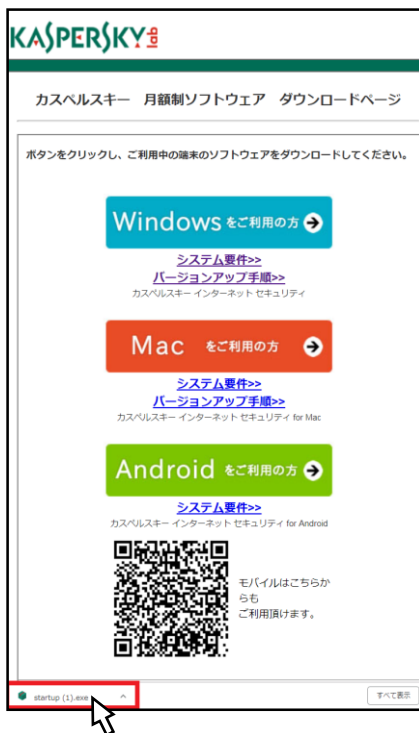 KASPERSKY lab
カスペルスキー 月額制ソフトウェア ダウンロードページ
ボタンをクリックし、ご利用中の端末のソフトウェアをダウンロードしてください。
Windows をご利用の方
システム要件>>
バージョンアップ手順>>
カスペルスキー インターネット セキュリティ
Mac をご利用の方
システム要件>>
バージョンアップ手順>>
カスペルスキー インターネット セキュリティ for Mac
Android をご利用の方
システム要件>>
カスペルスキー インターネット セキュリティ for Android
モバイルはこちらか
らも
ご利用頂けます。
startup (1).exe
すべて表示